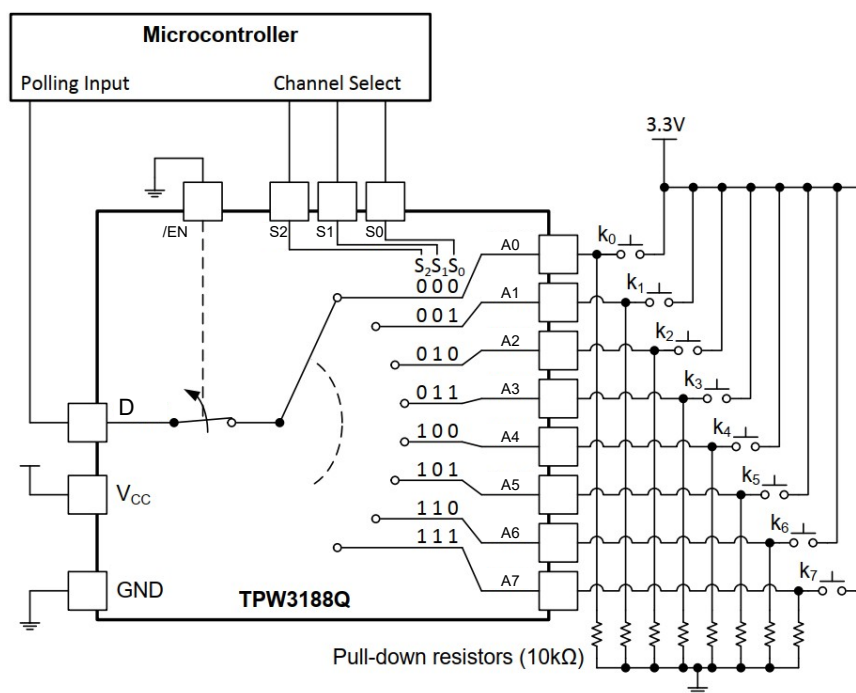 Microcontroller
Polling Input
Channel Select
3.3V
/EN
S2
S1
S0
S₂S₁S₀
0 0 0
A0
k₀
0 0 1
A1
k₁
0 1 0
A2
k₂
0 1 1
A3
k₃
D
1 0 0
A4
k₄
1 0 1
A5
k₅
V_CC
1 1 0
A6
k₆
1 1 1
A7
k₇
GND
TPW3188Q
Pull-down resistors (10kΩ)